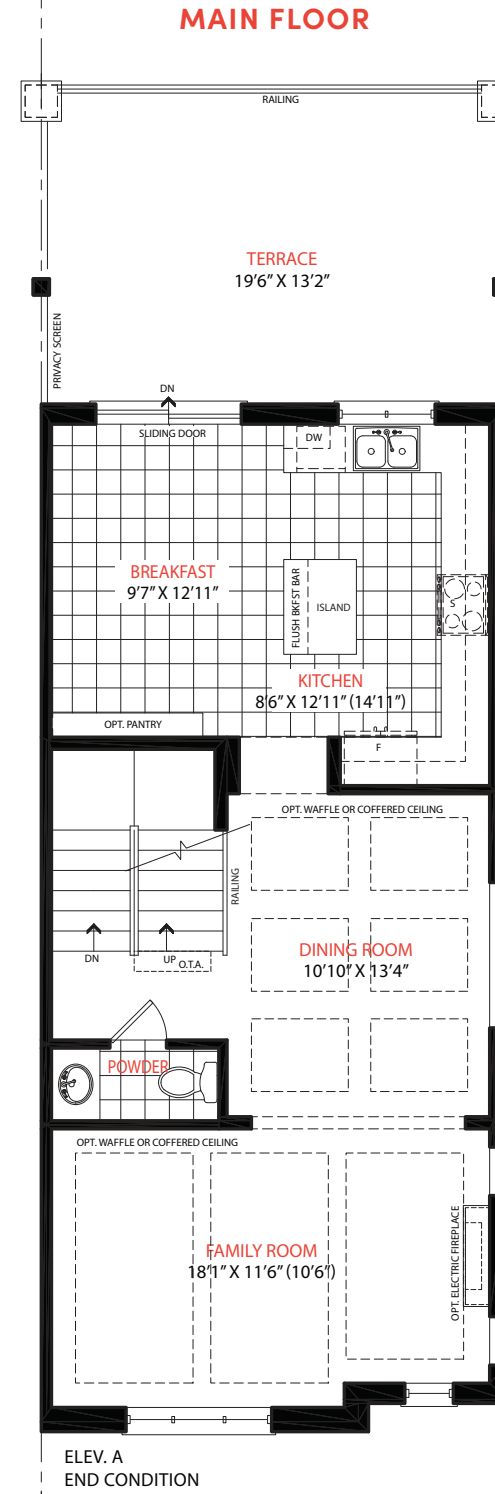 MAIN FLOOR
RAILING
TERRACE
19'6" X 13'2"
PRIVACY SCREEN
DN
SLIDING DOOR
DW
BREAKFAST
9'7" X 12'11"
FLUSH BKFST BAR
ISLAND
S
KITCHEN
8'6" X 12'11" (14'11")
OPT. PANTRY
F
OPT. WAFFLE OR COFFERED CEILING
RAILING
DINING ROOM
10'10" X 13'4"
DN
UP
O.T.A.
POWDER
OPT. WAFFLE OR COFFERED CEILING
OPT. ELECTRIC FIREPLACE
FAMILY ROOM
18'1" X 11'6" (10'6")
ELEV. A
END CONDITION